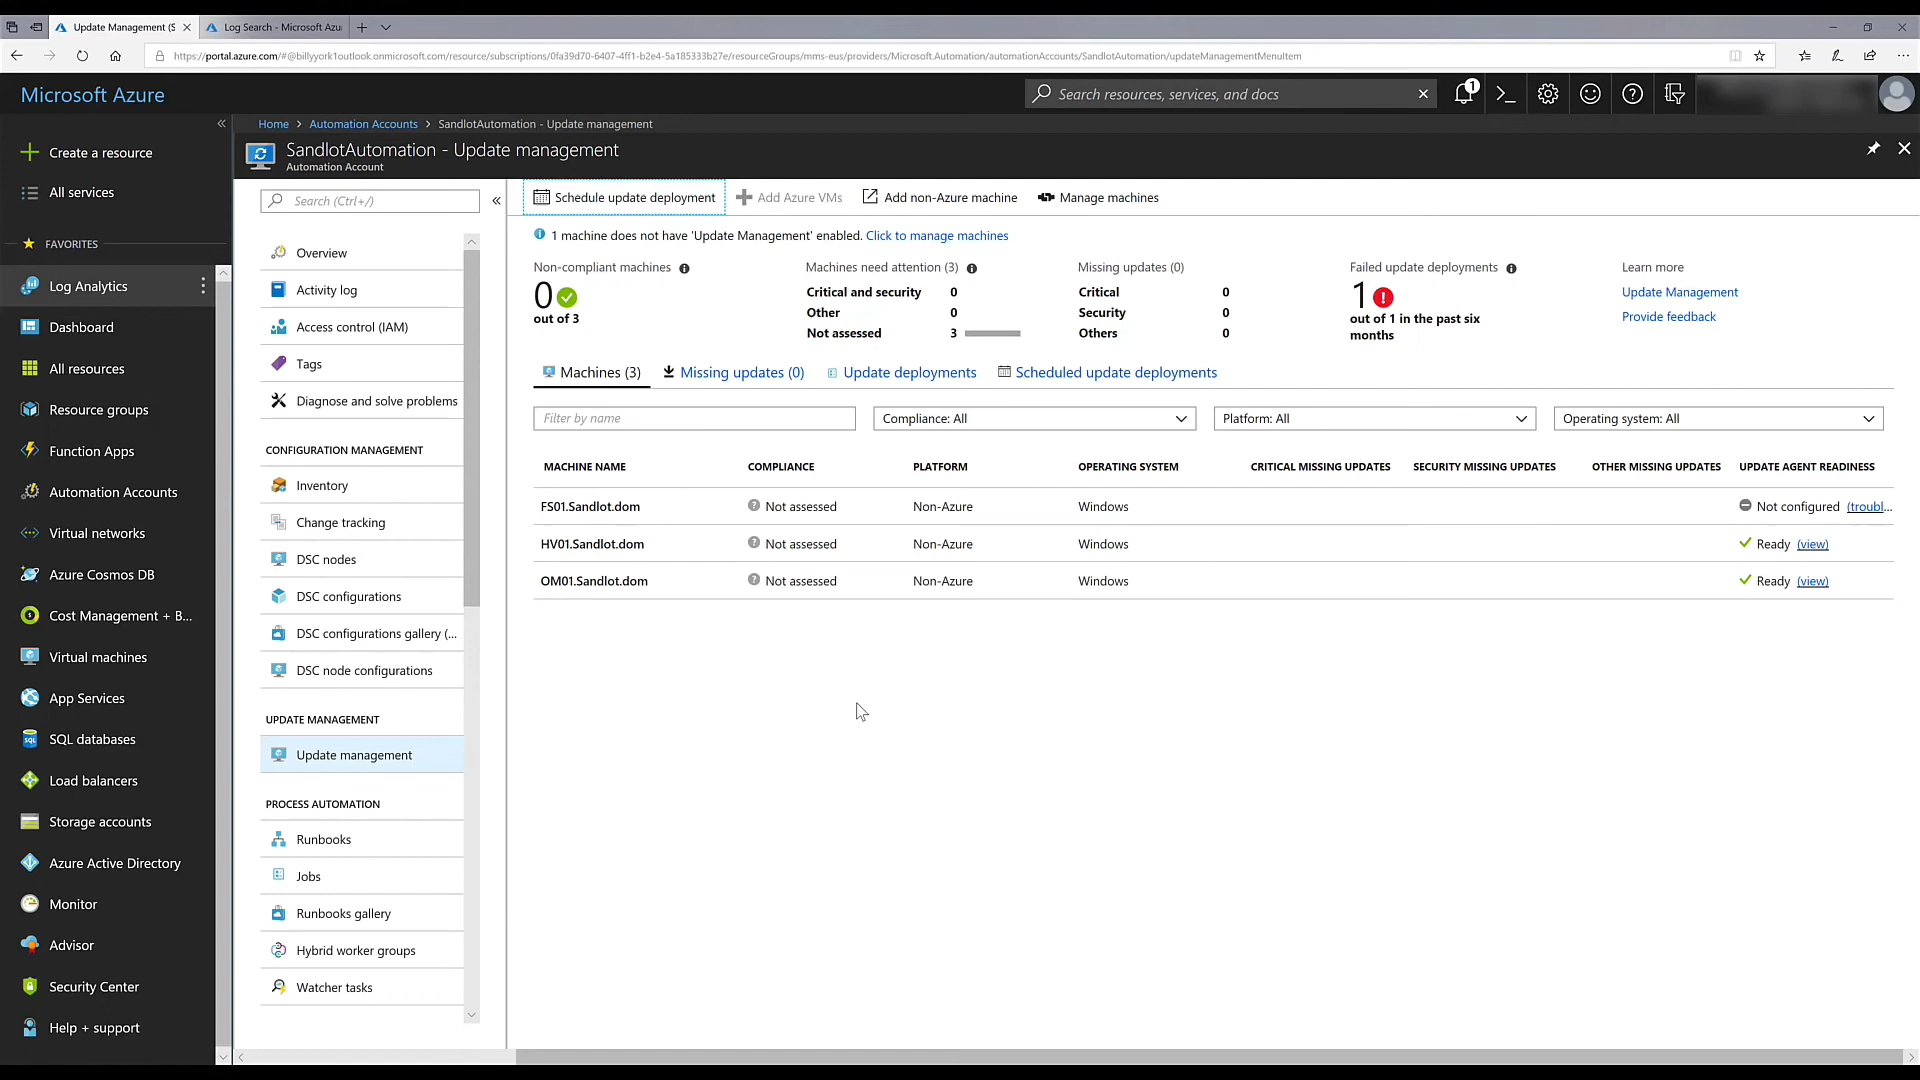 Update Management (S
Log Search - Microsoft Azu
https://portal.azure.com/#@billyyork1outlook.onmicrosoft.com/resource/subscriptions/0fa39d70-6407-4ff1-b2e4-5a185333b27e/resourceGroups/mms-eus/providers/Microsoft.Automation/automationAccounts/SandlotAutomation/updateManagementMenuItem
Microsoft Azure
Search resources, services, and docs
1
Home > Automation Accounts > SandlotAutomation - Update management
SandlotAutomation - Update management
Automation Account
Create a resource
All services
FAVORITES
Log Analytics
Dashboard
All resources
Resource groups
Function Apps
Automation Accounts
Virtual networks
Azure Cosmos DB
Cost Management + B...
Virtual machines
App Services
SQL databases
Load balancers
Storage accounts
Azure Active Directory
Monitor
Advisor
Security Center
Help + support
Search (Ctrl+/)
Overview
Activity log
Access control (IAM)
Tags
Diagnose and solve problems
CONFIGURATION MANAGEMENT
Inventory
Change tracking
DSC nodes
DSC configurations
DSC configurations gallery (...
DSC node configurations
UPDATE MANAGEMENT
Update management
PROCESS AUTOMATION
Runbooks
Jobs
Runbooks gallery
Hybrid worker groups
Watcher tasks
Schedule update deployment Add Azure VMs Add non-Azure machine Manage machines
1 machine does not have 'Update Management' enabled. Click to manage machines
Non-compliant machines
0
out of 3
Machines need attention (3)
Critical and security 0
Other 0
Not assessed 3
Missing updates (0)
Critical 0
Security 0
Others 0
Failed update deployments
1
out of 1 in the past six
months
Learn more
Update Management
Provide feedback
Machines (3) Missing updates (0) Update deployments Scheduled update deployments
Filter by name Compliance: All Platform: All Operating system: All
MACHINE NAME COMPLIANCE PLATFORM OPERATING SYSTEM CRITICAL MISSING UPDATES SECURITY MISSING UPDATES OTHER MISSING UPDATES UPDATE AGENT READINESS
FS01.Sandlot.dom Not assessed Non-Azure Windows Not configured (troubl...
HV01.Sandlot.dom Not assessed Non-Azure Windows Ready (view)
OM01.Sandlot.dom Not assessed Non-Azure Windows Ready (view)